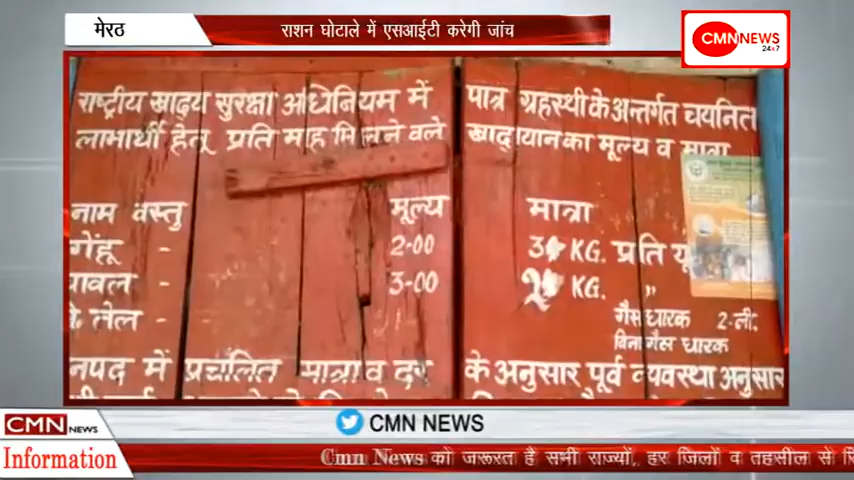 मेरठ
राशन घोटाले में एसआईटी करेगी जांच
CMN NEWS
24x7
राष्ट्रीय खाद्य सुरक्षा अधिनियम में पात्र ग्रहस्थी के अन्तर्गत चयनित
लाभार्थी हेतू प्रति माह मिलने वाले खाद्यान का मूल्य व मात्रा
नाम वस्तु मूल्य मात्रा
गेंहू - 2-00 3 KG. प्रति यू
चावल - 3-00 KG. "
तेल -
गैस धारक 2-ली.
बिना गैस धारक
नपद में प्रचलित मात्रा व दर के अनुसार पूर्व व्यवस्था अनुसार
CMN NEWS
CMN NEWS
Information
Cmn News को जरूरत है सभी राज्यों, हर जिलों व तहसील से